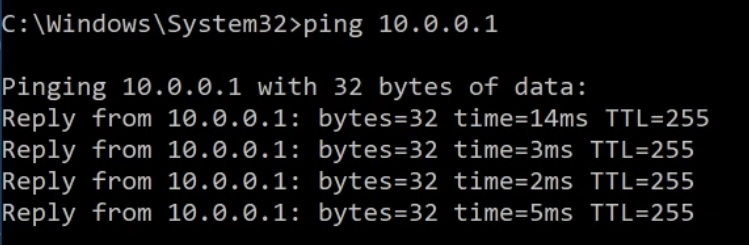 C:\Windows\System32>ping 10.0.0.1
Pinging 10.0.0.1 with 32 bytes of data:
Reply from 10.0.0.1: bytes=32 time=14ms TTL=255
Reply from 10.0.0.1: bytes=32 time=3ms TTL=255
Reply from 10.0.0.1: bytes=32 time=2ms TTL=255
Reply from 10.0.0.1: bytes=32 time=5ms TTL=255